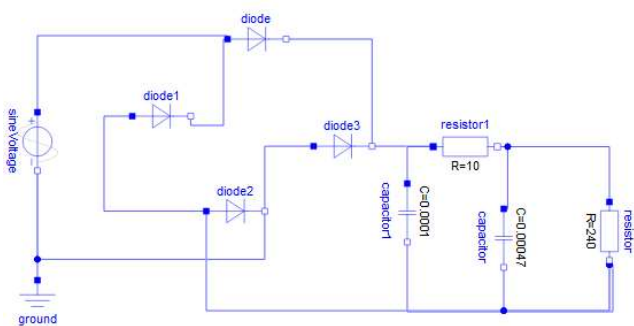 diode
diode1
sineVoltage
+
-
diode3
resistor1
R=10
diode2
capacitor1
C=0.0001
capacitor
C=0.00047
resistor
R=240
ground